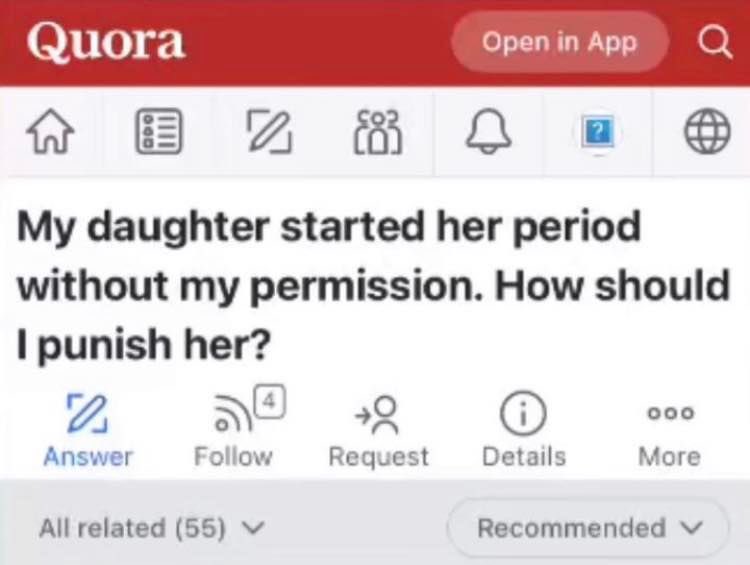 Quora
Open in App
?
My daughter started her period
without my permission. How should
I punish her?
4
Answer
Follow
Request
Details
More
All related (55)
Recommended